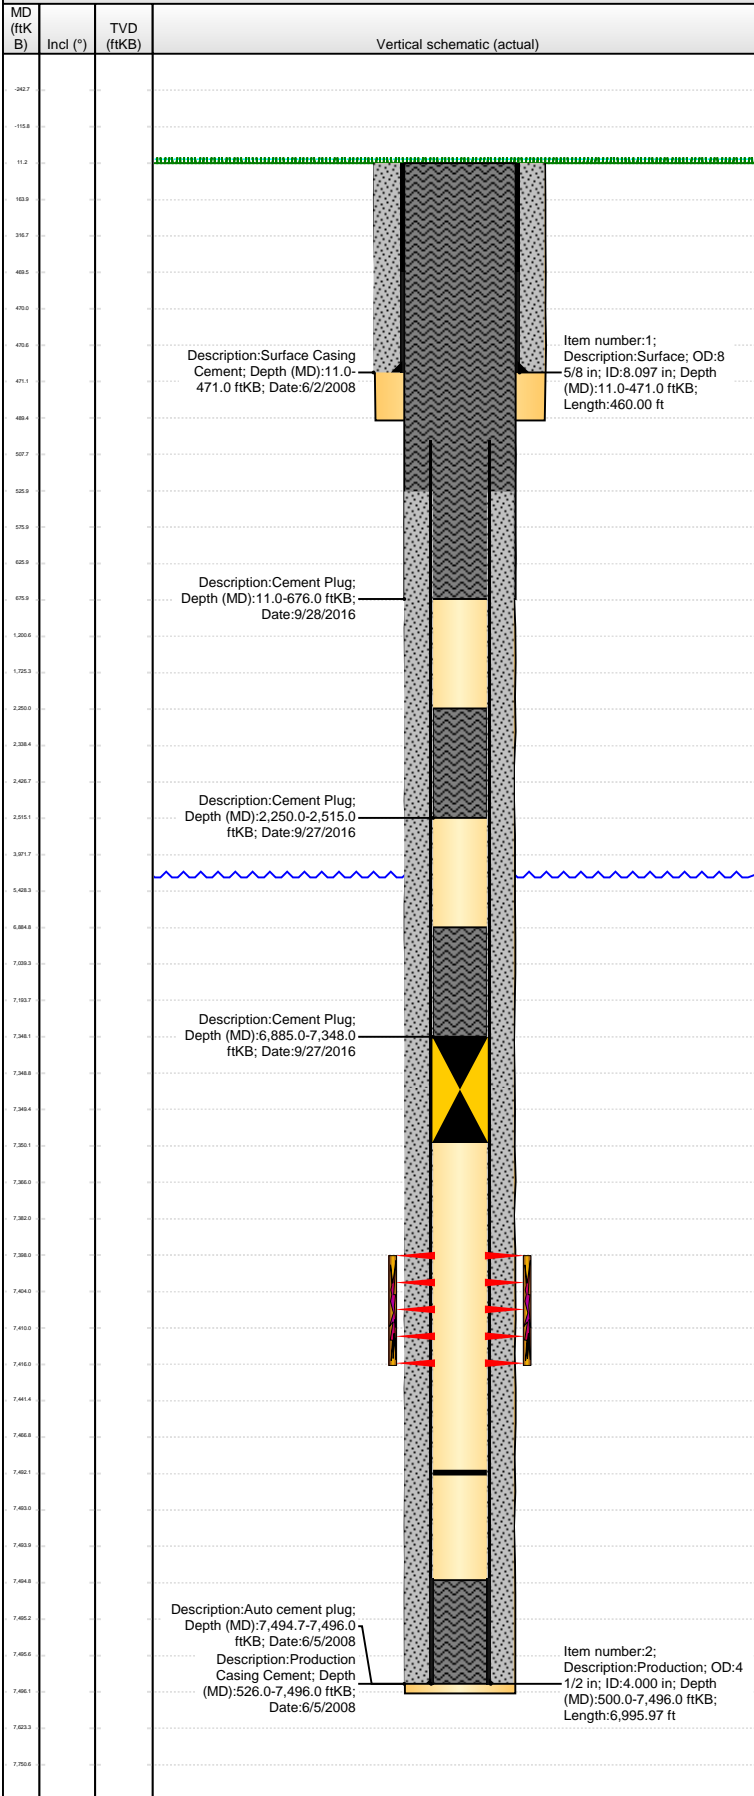 MD
(ftK
B)
Incl (°)
TVD
(ftKB)
Vertical schematic (actual)
-242.7
-115.8
11.2
163.9
316.7
469.5
470.0
470.6
471.1
489.4
507.7
525.9
575.9
625.9
675.9
1,200.6
1,725.3
2,250.0
2,338.4
2,426.7
2,515.1
3,971.7
5,428.3
6,884.8
7,039.3
7,193.7
7,348.1
7,348.8
7,349.4
7,350.1
7,366.0
7,382.0
7,398.0
7,404.0
7,410.0
7,416.0
7,441.4
7,466.8
7,492.1
7,493.0
7,493.9
7,494.8
7,495.2
7,495.6
7,496.1
7,623.3
7,750.6
Description:Surface Casing
Cement; Depth (MD):11.0-
471.0 ftKB; Date:6/2/2008
Item number:1;
Description:Surface; OD:8
5/8 in; ID:8.097 in; Depth
(MD):11.0-471.0 ftKB;
Length:460.00 ft
Description:Cement Plug;
Depth (MD):11.0-676.0 ftKB;
Date:9/28/2016
Description:Cement Plug;
Depth (MD):2,250.0-2,515.0
ftKB; Date:9/27/2016
Description:Cement Plug;
Depth (MD):6,885.0-7,348.0
ftKB; Date:9/27/2016
Description:Auto cement plug;
Depth (MD):7,494.7-7,496.0
ftKB; Date:6/5/2008
Description:Production
Casing Cement; Depth
(MD):526.0-7,496.0 ftKB;
Date:6/5/2008
Item number:2;
Description:Production; OD:4
1/2 in; ID:4.000 in; Depth
(MD):500.0-7,496.0 ftKB;
Length:6,995.97 ft